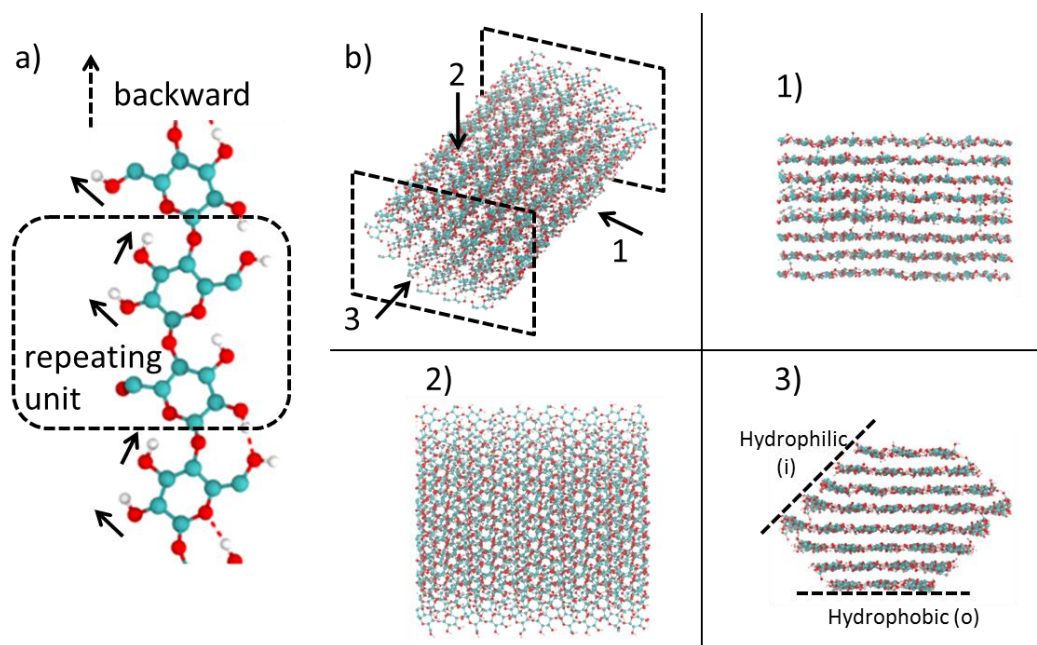 a)
backward
repeating
unit
b)
2
1
3
1)
2)
3)
Hydrophilic
(i)
Hydrophobic (o)